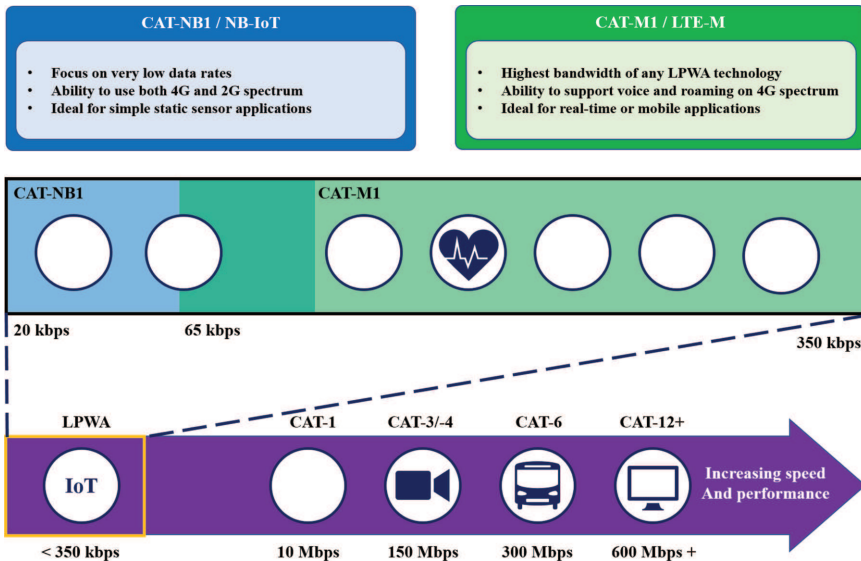 CAT-NB1 / NB-IoT
• Focus on very low data rates
• Ability to use both 4G and 2G spectrum
• Ideal for simple static sensor applications
CAT-M1 / LTE-M
• Highest bandwidth of any LPWA technology
• Ability to support voice and roaming on 4G spectrum
• Ideal for real-time or mobile applications
CAT-NB1
CAT-M1
20 kbps
65 kbps
350 kbps
LPWA
CAT-1
CAT-3/-4
CAT-6
CAT-12+
IoT
Increasing speed
And performance
< 350 kbps
10 Mbps
150 Mbps
300 Mbps
600 Mbps +